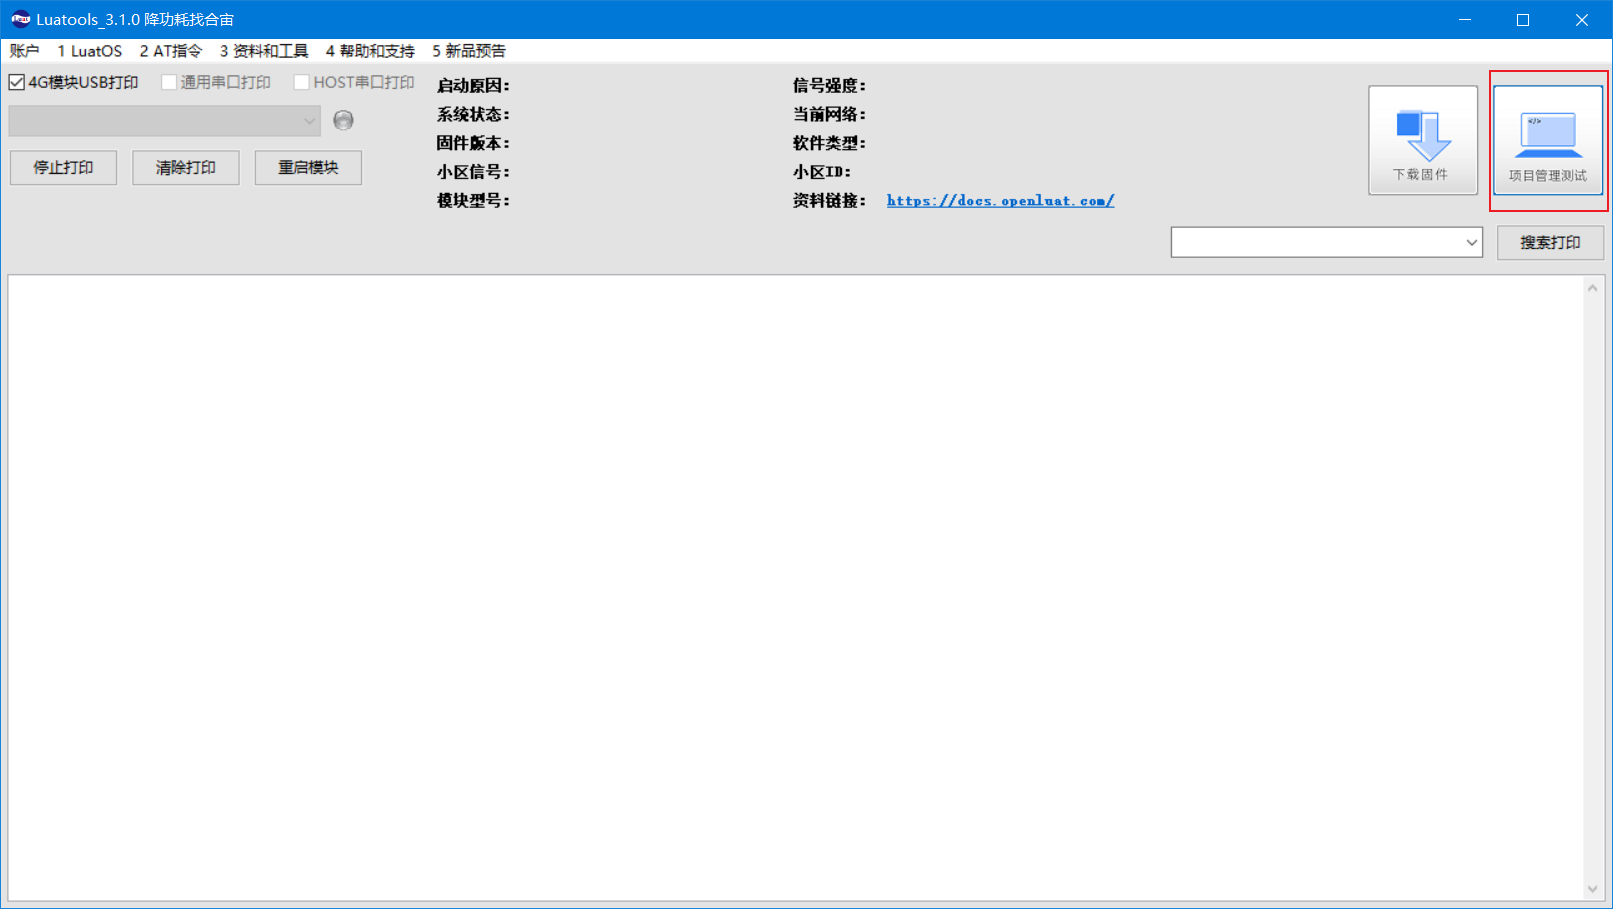 Luatools_3.1.0 降功耗找合宙
账户 1 LuatOS 2 AT指令 3 资料和工具 4 帮助和支持 5 新品预告
4G模块USB打印 通用串口打印 HOST串口打印
停止打印 清除打印 重启模块
启动原因：
系统状态：
固件版本：
小区信号：
模块型号：
信号强度：
当前网络：
软件类型：
小区ID：
资料链接： https://docs.openluat.com/
下载固件
</>
项目管理测试
搜索打印